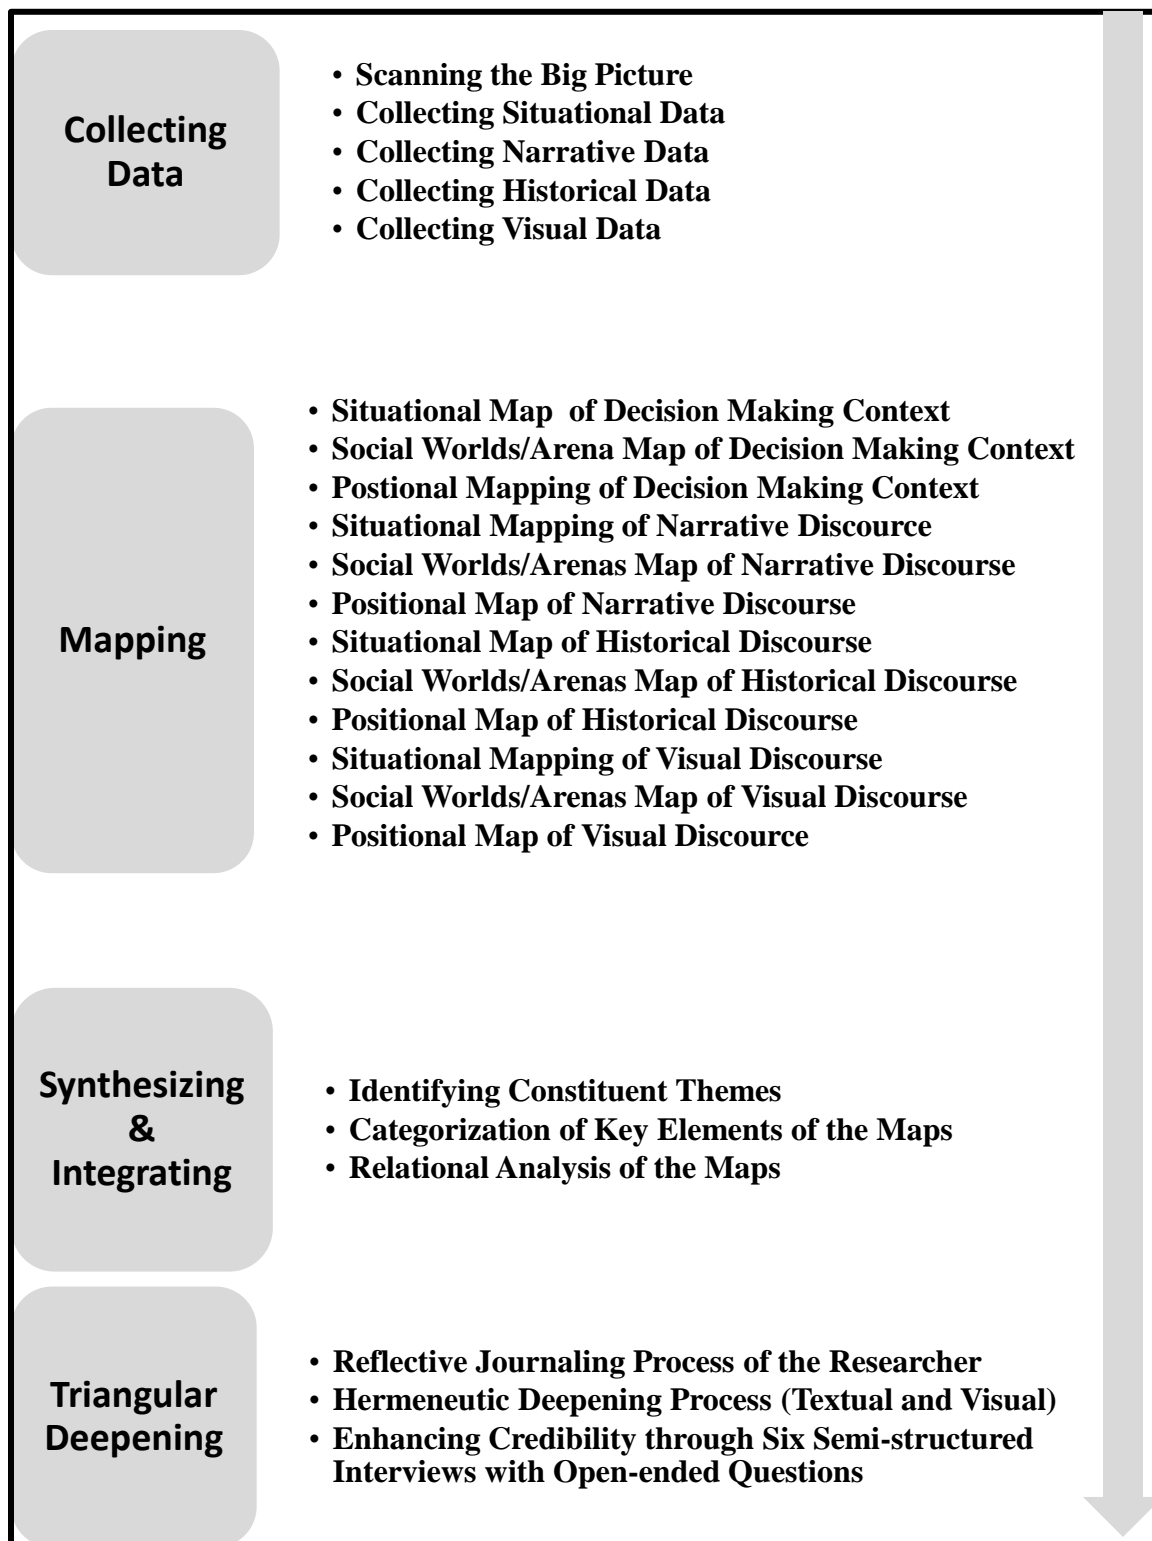 Collecting
Data
• Scanning the Big Picture
• Collecting Situational Data
• Collecting Narrative Data
• Collecting Historical Data
• Collecting Visual Data
Mapping
• Situational Map  of Decision Making Context
• Social Worlds/Arena Map of Decision Making Context
• Postional Mapping of Decision Making Context
• Situational Mapping of Narrative Discource
• Social Worlds/Arenas Map of Narrative Discourse
• Positional Map of Narrative Discourse
• Situational Map of Historical Discourse
• Social Worlds/Arenas Map of Historical Discourse
• Positional Map of Historical Discourse
• Situational Mapping of Visual Discourse
• Social Worlds/Arenas Map of Visual Discourse
• Positional Map of Visual Discource
Synthesizing
&
Integrating
• Identifying Constituent Themes
• Categorization of Key Elements of the Maps
• Relational Analysis of the Maps
Triangular
Deepening
• Reflective Journaling Process of the Researcher
• Hermeneutic Deepening Process (Textual and Visual)
• Enhancing Credibility through Six Semi-structured
Interviews with Open-ended Questions